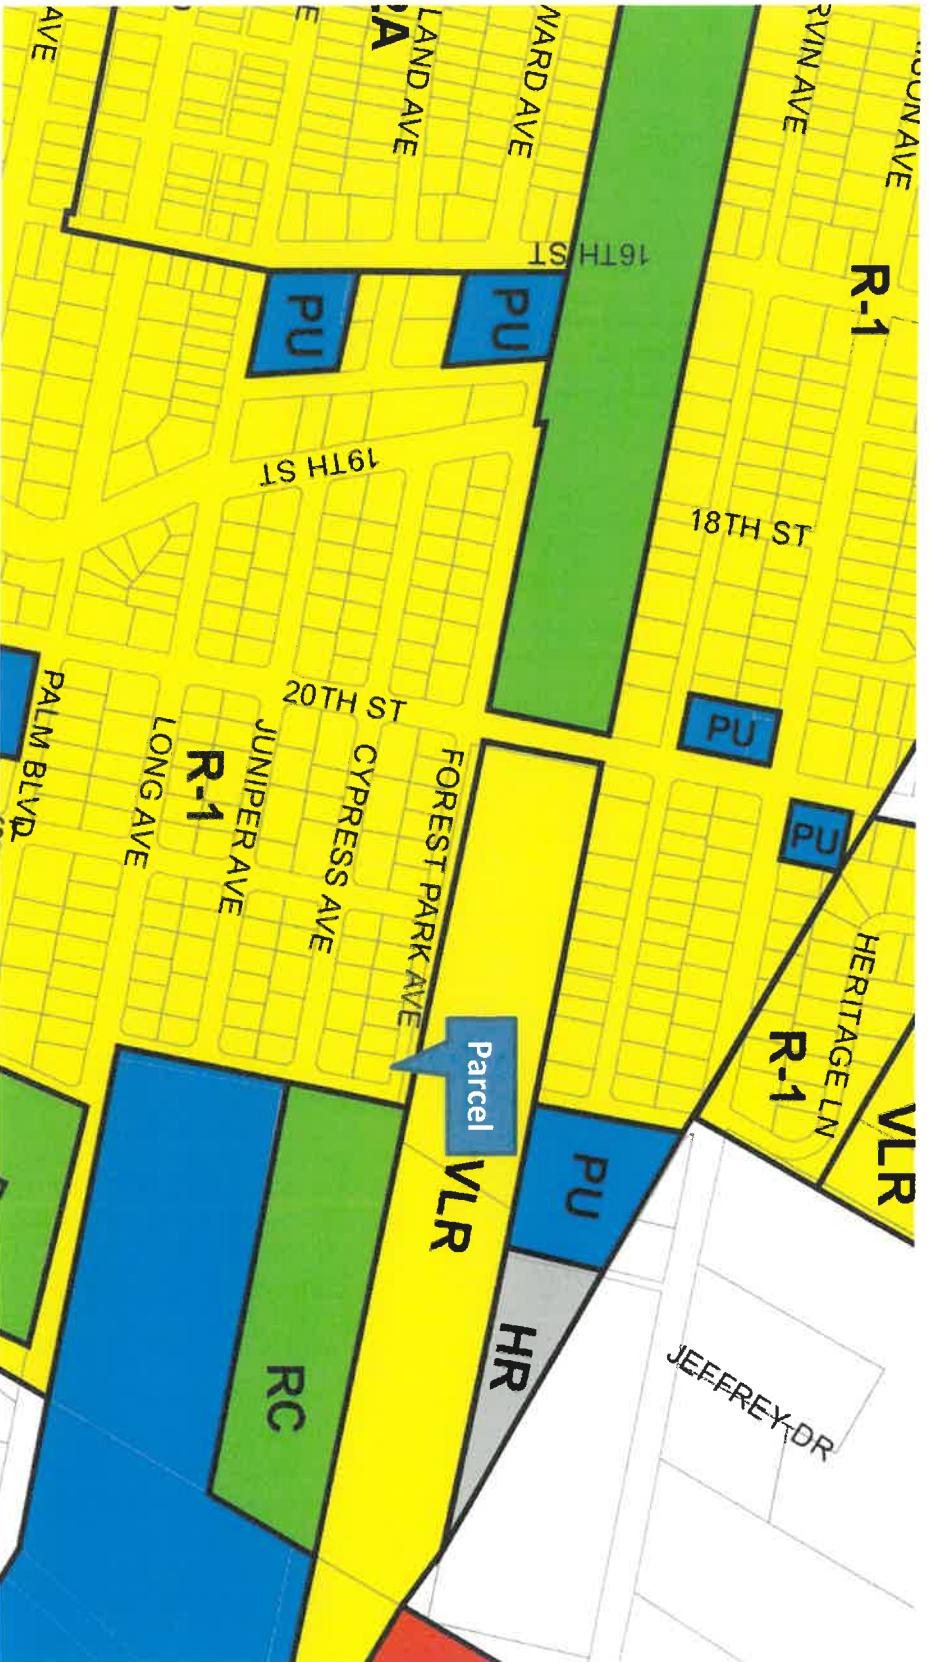 AVE
LAND AVE
WARD AVE
RVIN AVE
16TH ST
R-1
PU
PU
19TH ST
18TH ST
20TH ST
PU
PU
PALM BLVD
LONG AVE
R-1
JUNIPER AVE
CYPRESS AVE
FOREST PARK AVE
HERITAGE LN
R-1
VLR
Parcel
VLR
PU
HR
RC
JEFFREY DR